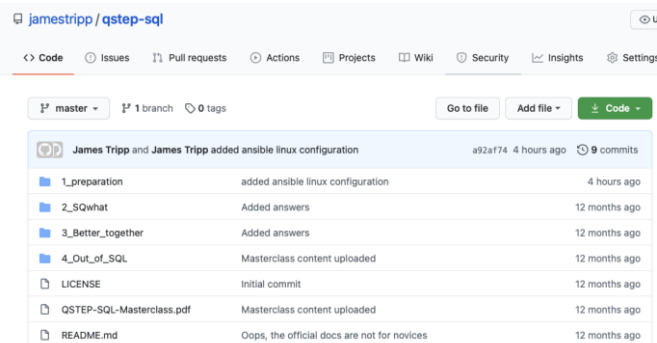 jamestripp / qstep-sql
Code Issues Pull requests Actions Projects Wiki Security Insights Settings
master 1 branch 0 tags Go to file Add file Code
James Tripp and James Tripp added ansible linux configuration a92af74 4 hours ago 9 commits
1_preparation added ansible linux configuration 4 hours ago
2_SQwhat Added answers 12 months ago
3_Better_together Added answers 12 months ago
4_Out_of_SQL Masterclass content uploaded 12 months ago
LICENSE Initial commit 12 months ago
QSTEP-SQL-Masterclass.pdf Masterclass content uploaded 12 months ago
README.md Oops, the official docs are not for novices 12 months ago